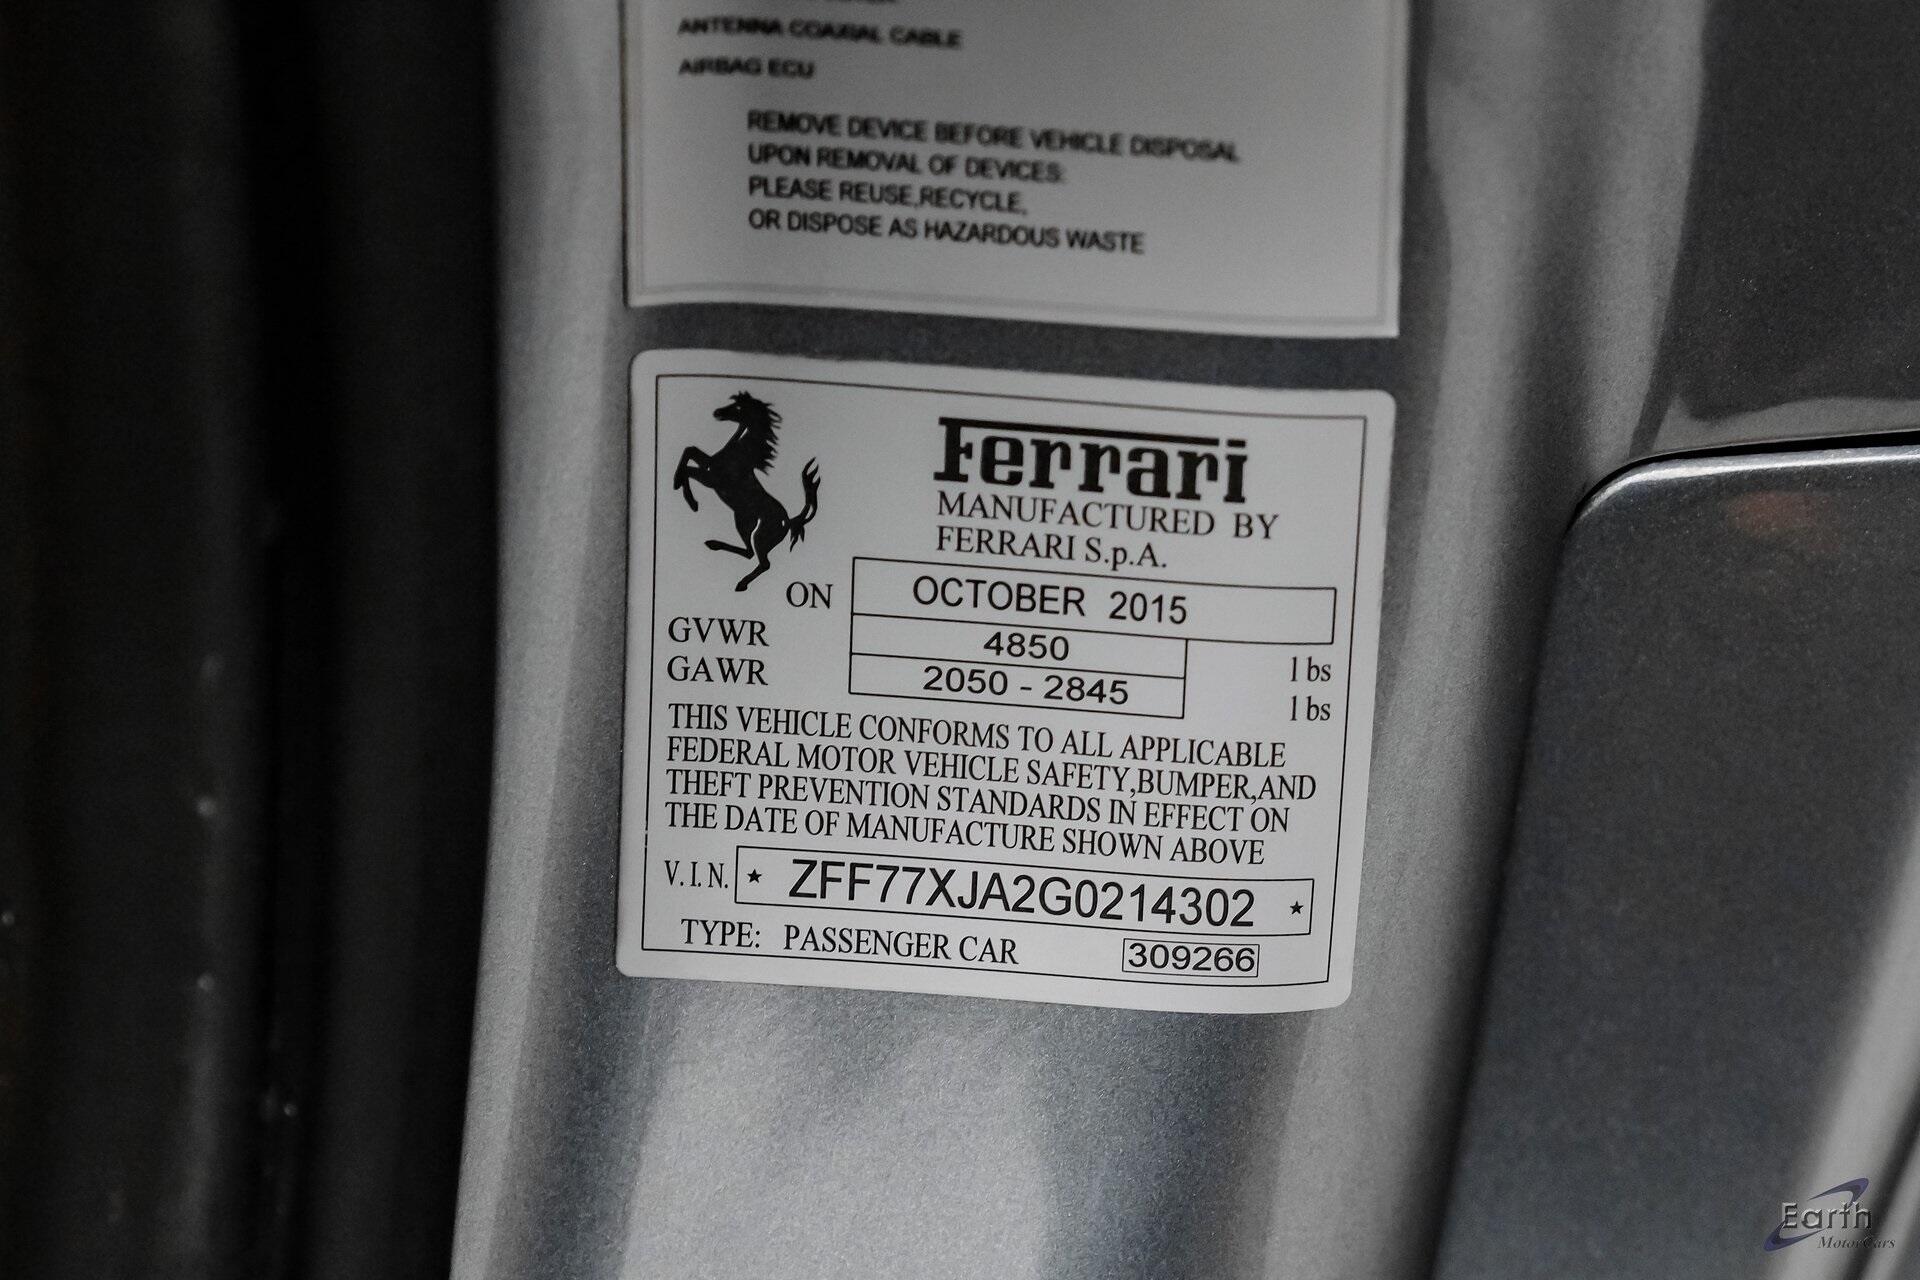 ANTENNA COAXIAL CABLE
AIRBAG ECU
REMOVE DEVICE BEFORE VEHICLE DISPOSAL
UPON REMOVAL OF DEVICES:
PLEASE REUSE,RECYCLE,
OR DISPOSE AS HAZARDOUS WASTE
Ferrari
MANUFACTURED BY
FERRARI S.p.A.
ON OCTOBER 2015
GVWR 4850 lbs
GAWR 2050 - 2845 lbs
THIS VEHICLE CONFORMS TO ALL APPLICABLE
FEDERAL MOTOR VEHICLE SAFETY,BUMPER,AND
THEFT PREVENTION STANDARDS IN EFFECT ON
THE DATE OF MANUFACTURE SHOWN ABOVE
V.I.N. ★ ZFF77XJA2G0214302 ★
TYPE: PASSENGER CAR 309266
Earth
MotorCars